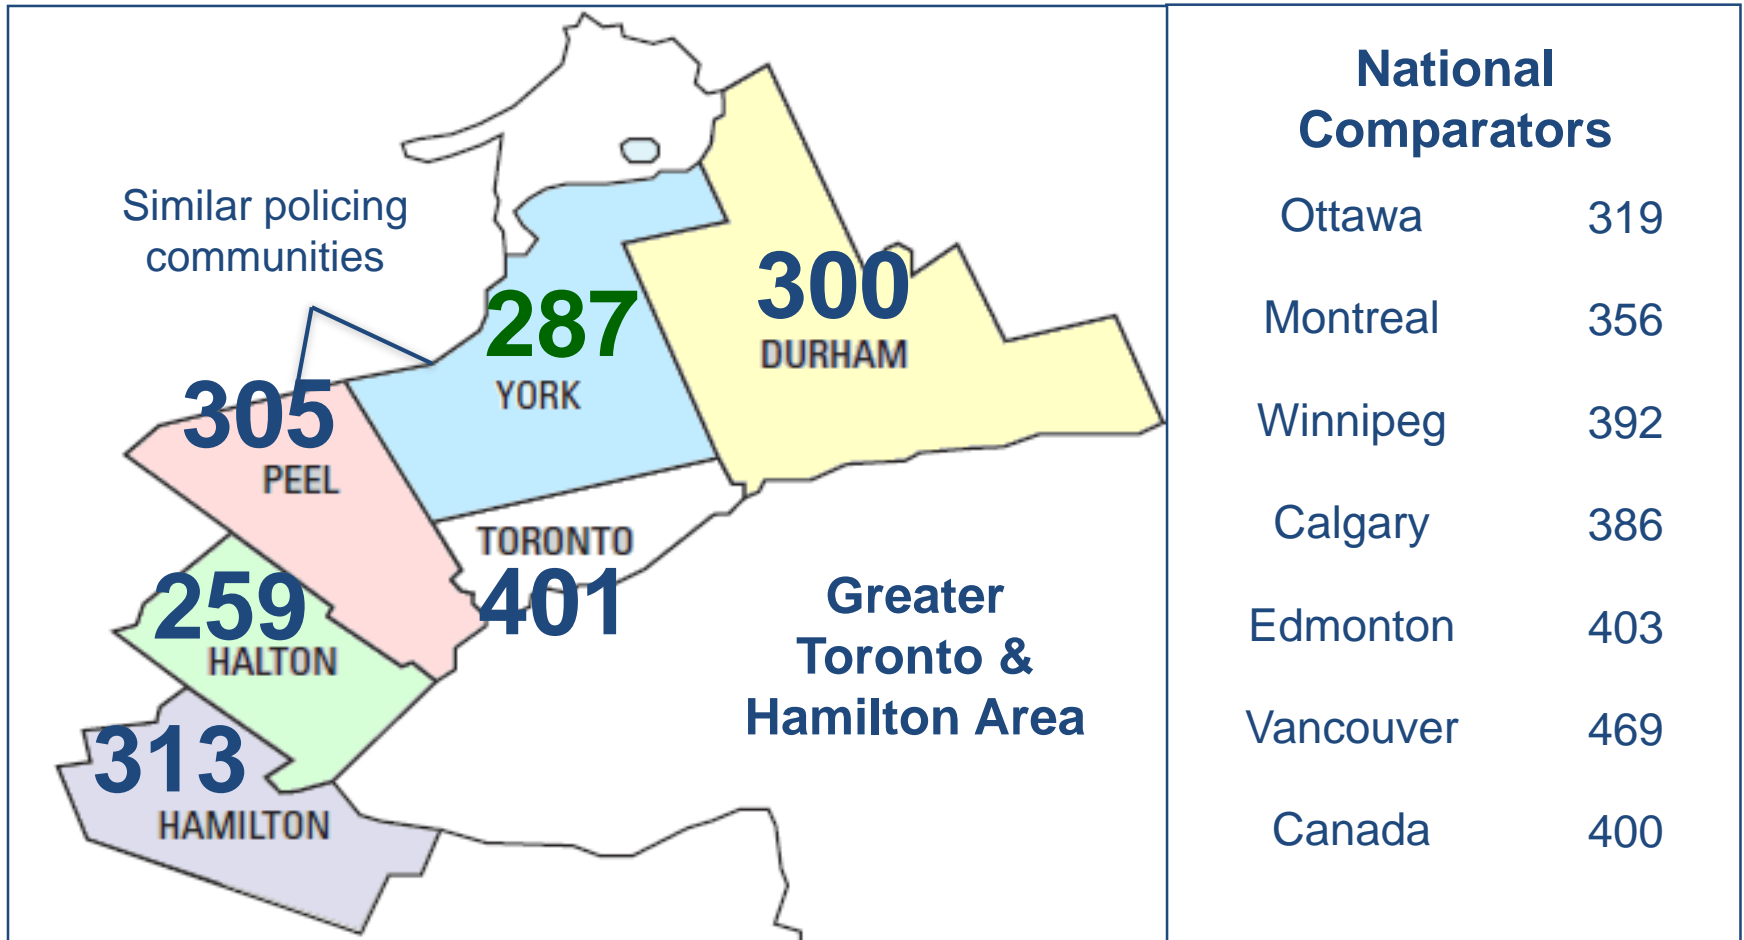 Similar policing
communities
287
YORK
300
DURHAM
305
PEEL
TORONTO
401
259
HALTON
313
HAMILTON
Greater
Toronto &
Hamilton Area
National
Comparators
Ottawa 319
Montreal 356
Winnipeg 392
Calgary 386
Edmonton 403
Vancouver 469
Canada 400